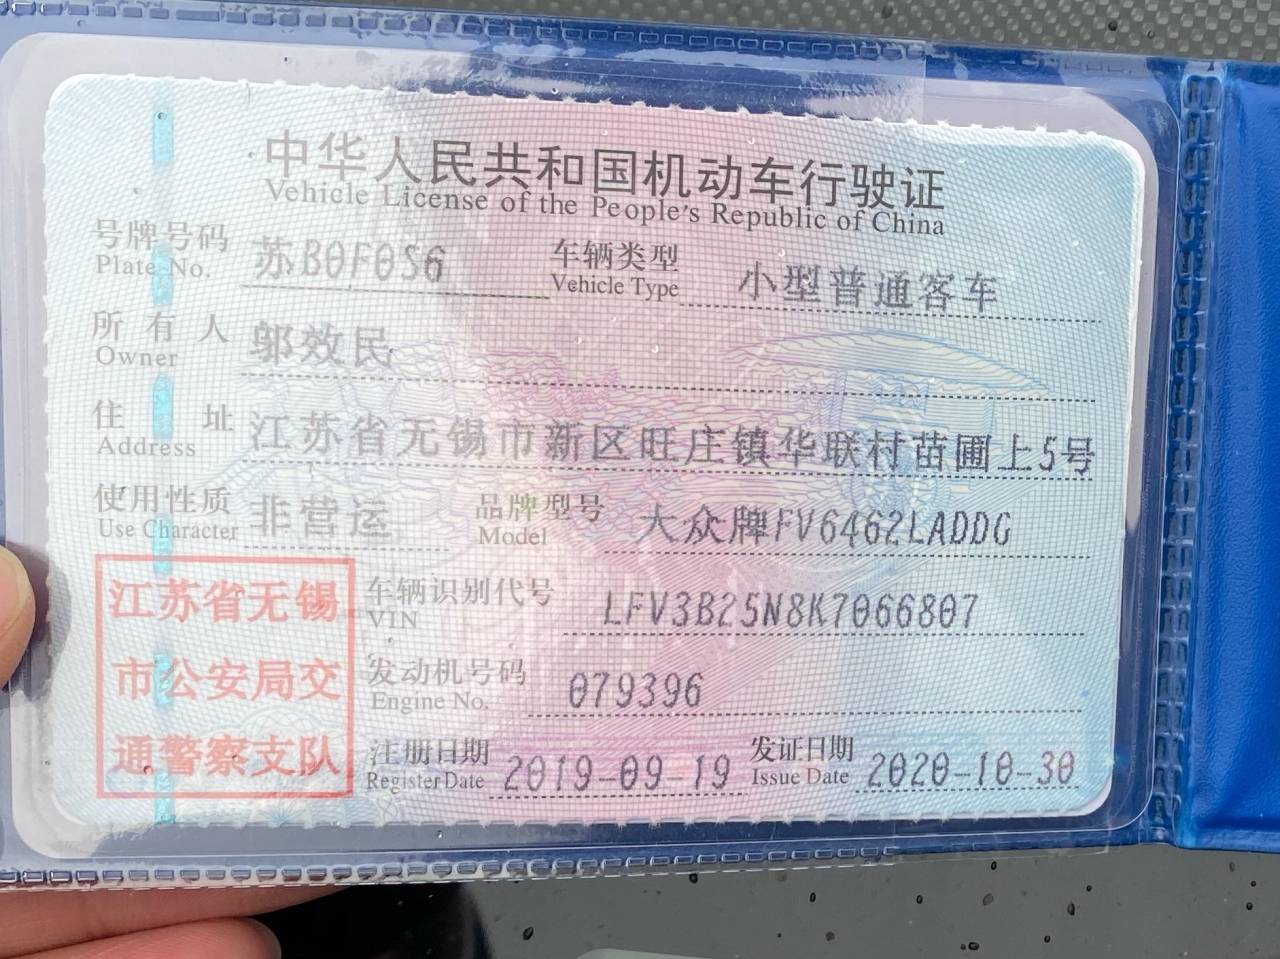 中华人民共和国机动车行驶证
Vehicle License of the People's Republic of China
号牌号码 Plate No. 苏B0F0S6 车辆类型 Vehicle Type 小型普通客车
所有人 Owner 邬效民
住址 Address 江苏省无锡市新区旺庄镇华联村苗圃上5号
使用性质 Use Character 非营运 品牌型号 Model 大众牌FV6462LADDG
江苏省无锡
市公安局交
通警察支队
车辆识别代号 VIN LFV3B25N8K7066807
发动机号码 Engine No. 079396
注册日期 Register Date 2019-09-19 发证日期 Issue Date 2020-10-30